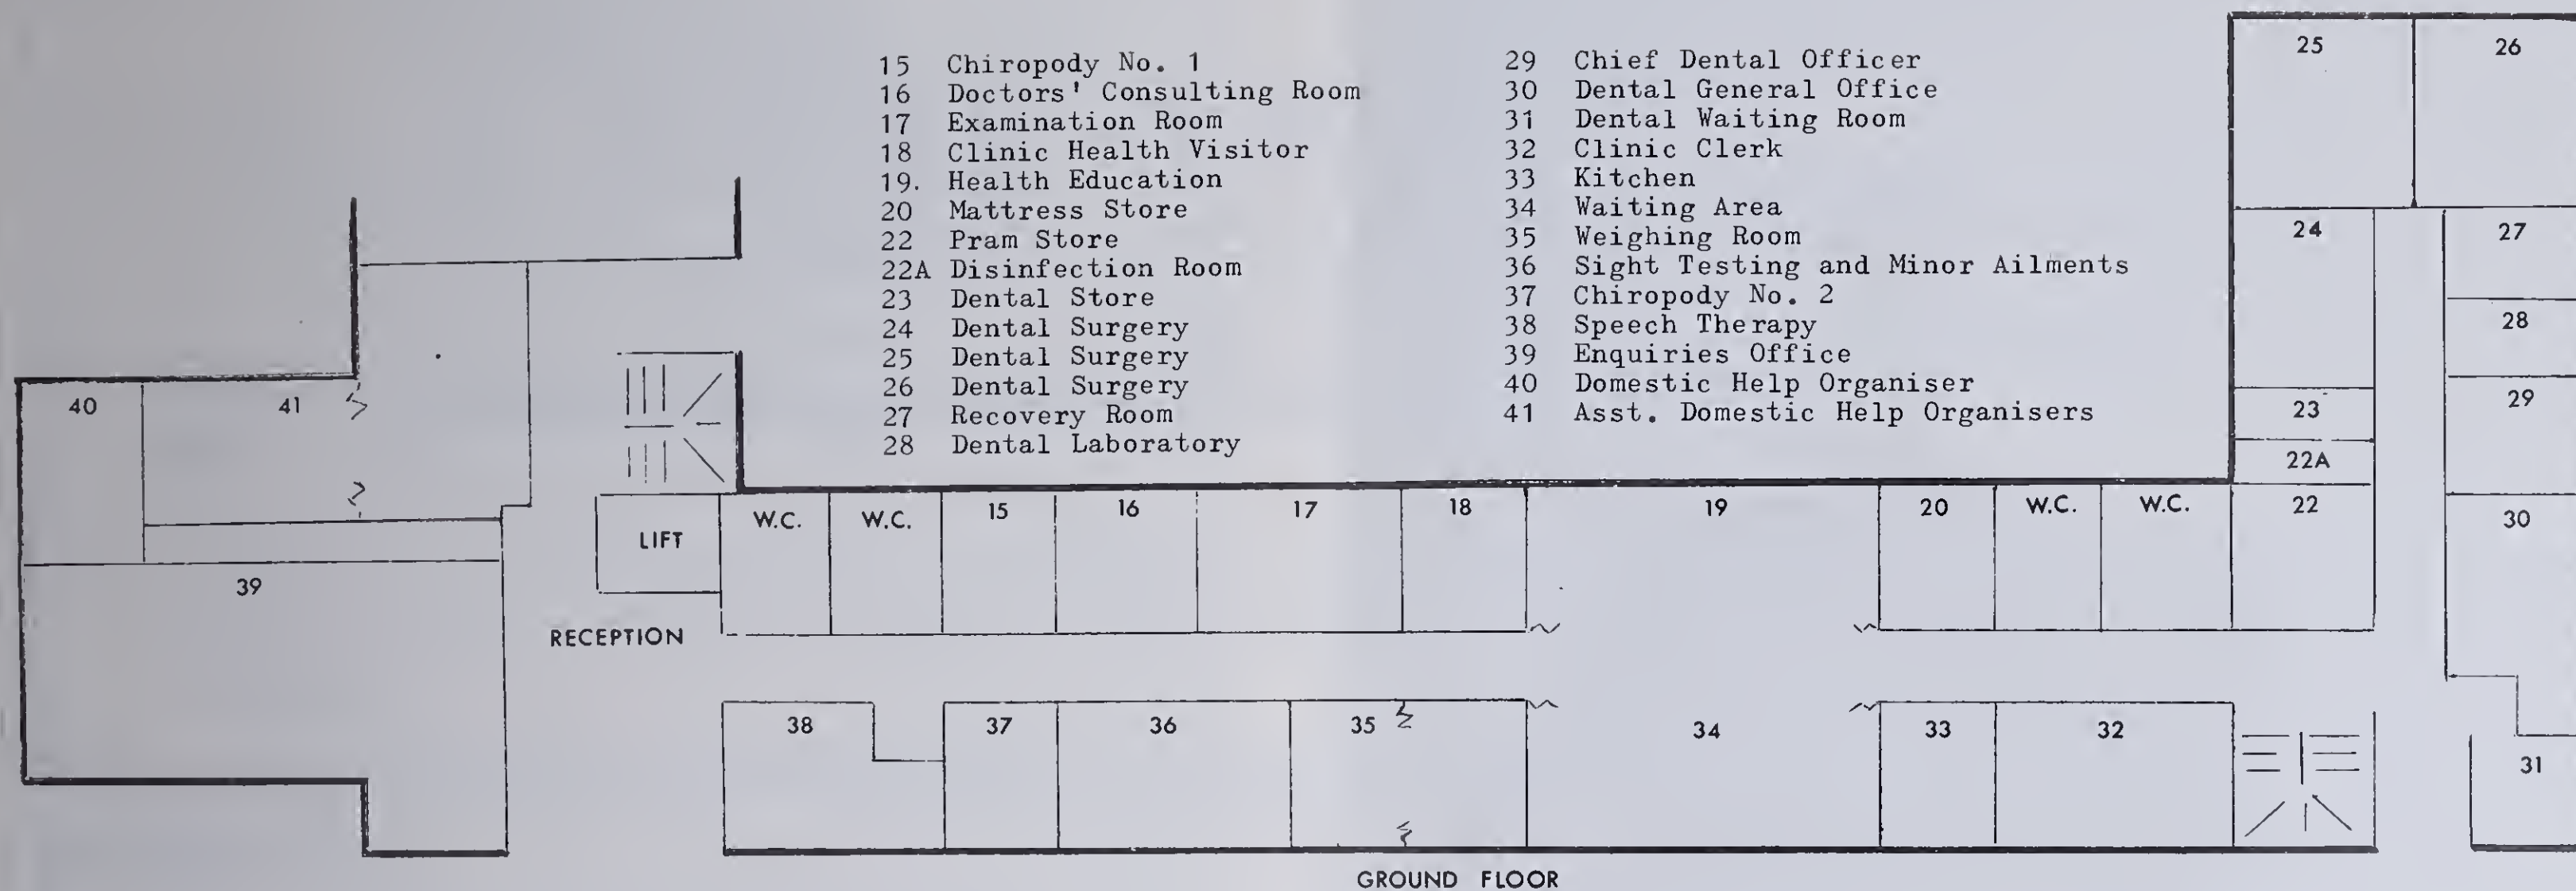 15 Chiropody No. 1
16 Doctors' Consulting Room
17 Examination Room
18 Clinic Health Visitor
19. Health Education
20 Mattress Store
22 Pram Store
22A Disinfection Room
23 Dental Store
24 Dental Surgery
25 Dental Surgery
26 Dental Surgery
27 Recovery Room
28 Dental Laboratory
29 Chief Dental Officer
30 Dental General Office
31 Dental Waiting Room
32 Clinic Clerk
33 Kitchen
34 Waiting Area
35 Weighing Room
36 Sight Testing and Minor Ailments
37 Chiropody No. 2
38 Speech Therapy
39 Enquiries Office
40 Domestic Help Organiser
41 Asst. Domestic Help Organisers
25 26
24 27
28
40 41 23 29
22A
W.C. W.C. 15 16 17 18 19 20 W.C. W.C. 22 30
LIFT
39
RECEPTION
38 37 36 35 34 33 32 31
GROUND FLOOR